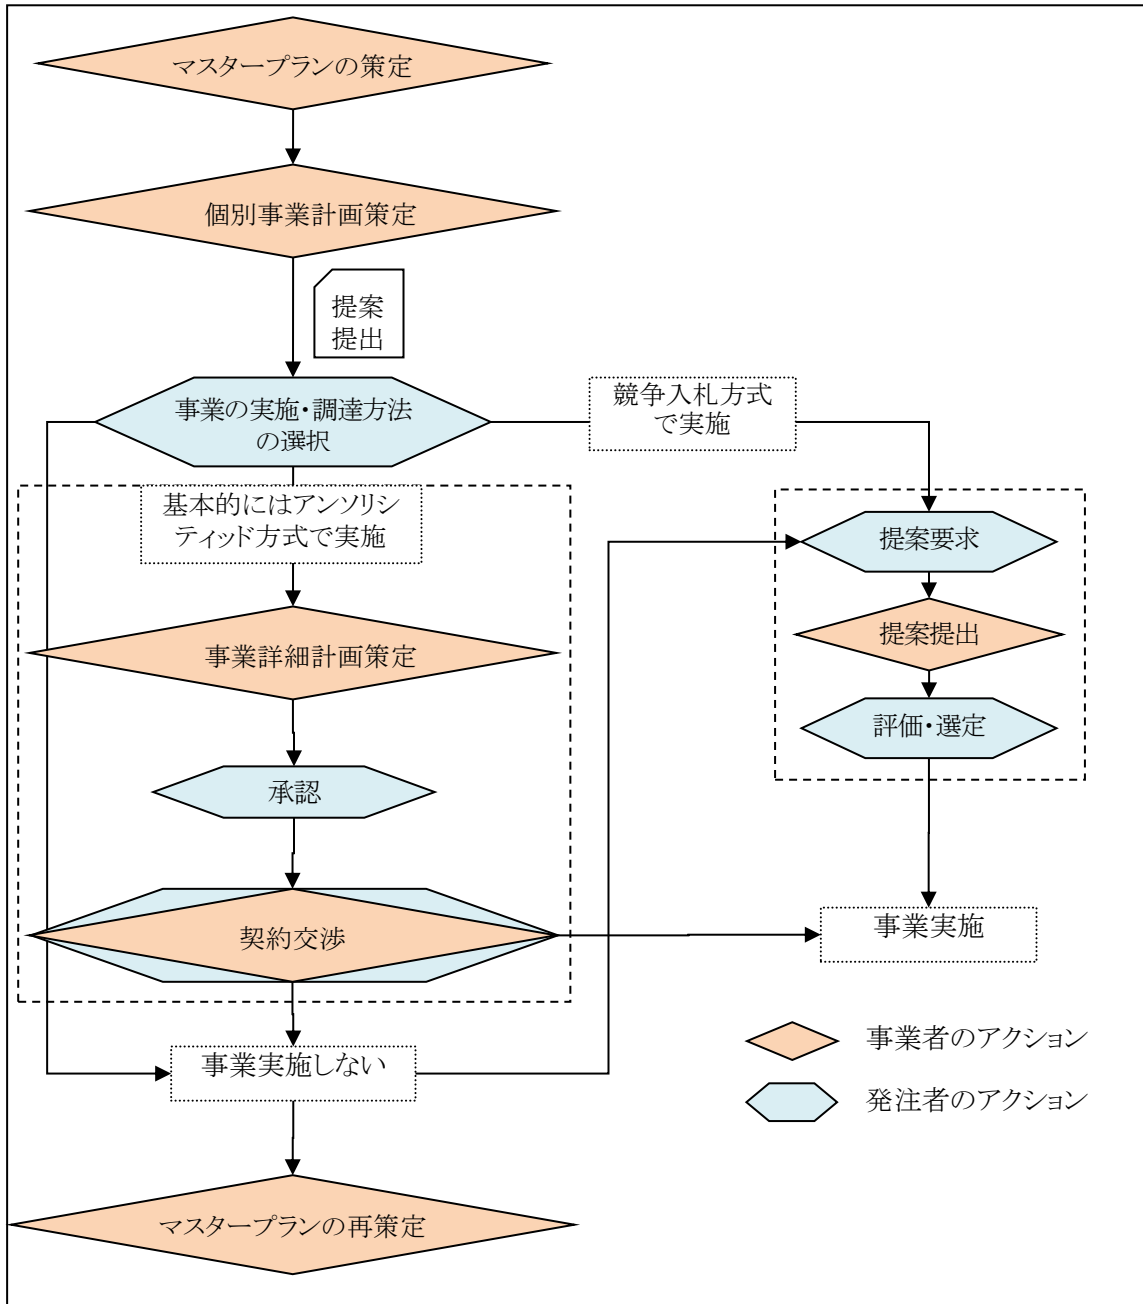 マスタープランの策定
個別事業計画策定
提案
提出
事業の実施・調達方法
の選択
競争入札方式
で実施
基本的にはアンソリシ
ティッド方式で実施
提案要求
提案提出
事業詳細計画策定
評価・選定
承認
契約交渉
事業実施
事業実施しない
事業者のアクション
発注者のアクション
マスタープランの再策定